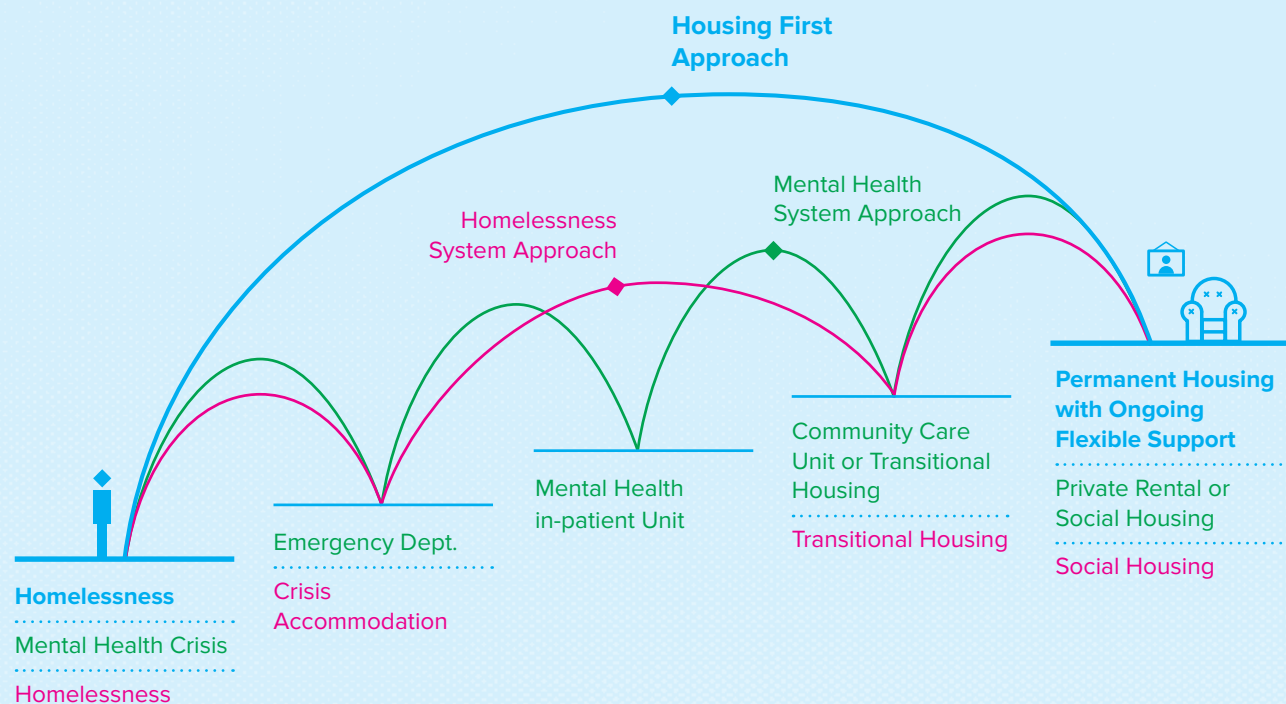 Housing First
Approach
Mental Health
System Approach
Homelessness
System Approach
Homelessness
Mental Health Crisis
Homelessness
Emergency Dept.
Crisis
Accommodation
Mental Health
in-patient Unit
Community Care
Unit or Transitional
Housing
Transitional Housing
Permanent Housing
with Ongoing
Flexible Support
Private Rental or
Social Housing
Social Housing